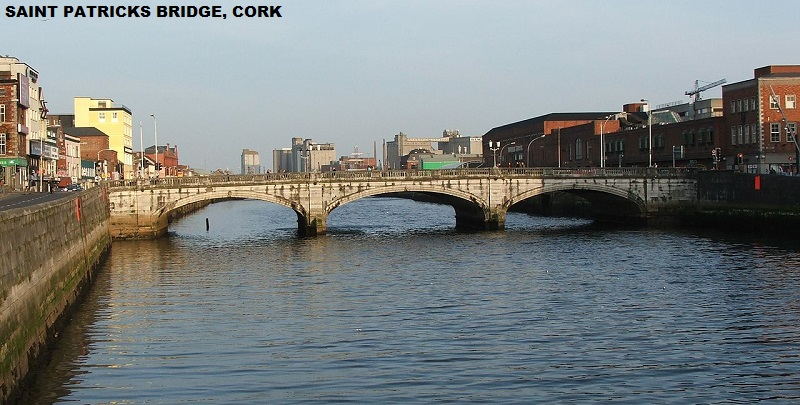 SAINT PATRICKS BRIDGE, CORK